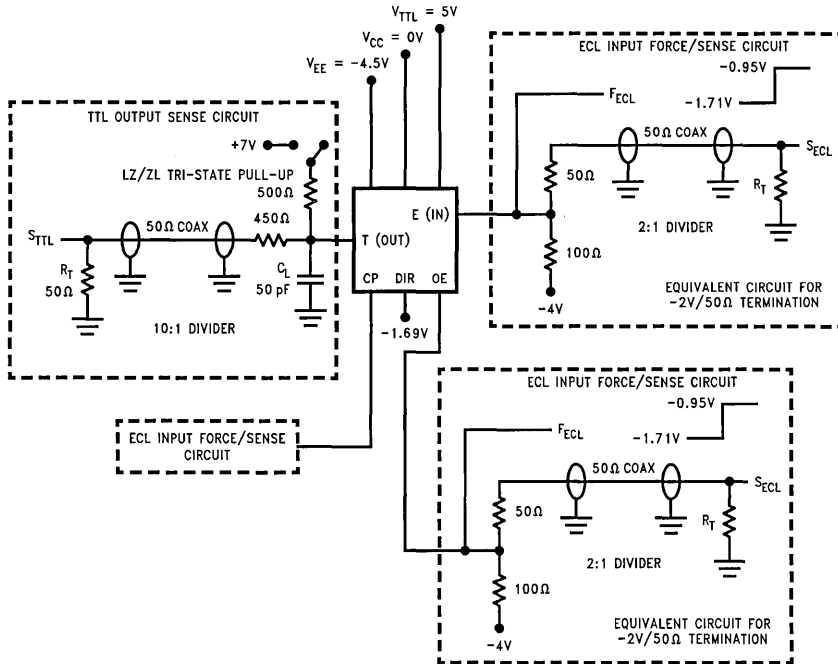 V_TTL = 5V
V_CC = 0V
V_EE = -4.5V
TTL OUTPUT SENSE CIRCUIT
+7V
LZ/ZL TRI-STATE PULL-UP
500Ω
450Ω
S_TTL
50Ω COAX
R_T
50Ω
C_L
50 pF
10:1 DIVIDER
E (IN)
T (OUT)
CP DIR OE
-1.69V
ECL INPUT FORCE/SENSE CIRCUIT
-0.95V
-1.71V
F_ECL
50Ω COAX
S_ECL
50Ω
R_T
2:1 DIVIDER
100Ω
-4V
EQUIVALENT CIRCUIT FOR
-2V/50Ω TERMINATION
ECL INPUT FORCE/SENSE
CIRCUIT
ECL INPUT FORCE/SENSE CIRCUIT
-0.95V
-1.71V
F_ECL
50Ω COAX
S_ECL
50Ω
R_T
2:1 DIVIDER
100Ω
-4V
EQUIVALENT CIRCUIT FOR
-2V/50Ω TERMINATION